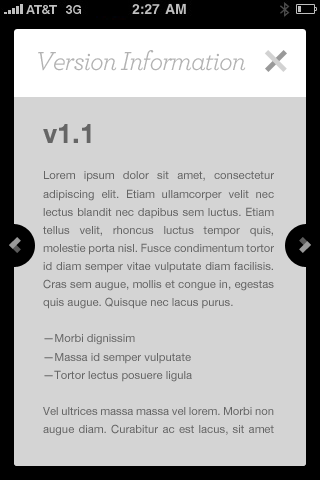 AT&T 3G 2:27 AM
Version Information
v1.1
Lorem ipsum dolor sit amet, consectetur
adipiscing elit. Etiam ullamcorper velit nec
lectus blandit nec dapibus sem luctus. Etiam
tellus velit, rhoncus luctus tempor quis,
molestie porta nisl. Fusce condimentum tortor
id diam semper vitae vulputate diam facilisis.
Cras sem augue, mollis et congue in, egestas
quis augue. Quisque nec lacus purus.
—Morbi dignissim
—Massa id semper vulputate
—Tortor lectus posuere ligula
Vel ultrices massa massa vel lorem. Morbi non
augue diam. Curabitur ac est lacus, sit amet